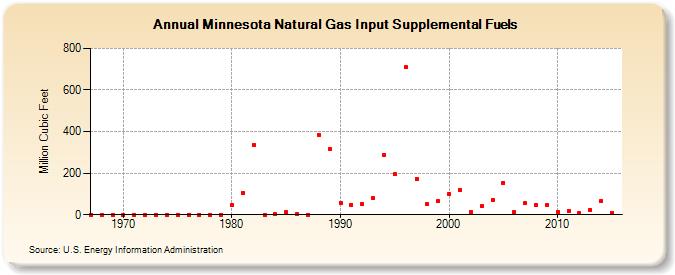 Annual Minnesota Natural Gas Input Supplemental Fuels
Million Cubic Feet
800
600
400
200
0
1970 1980 1990 2000 2010
Source: U.S. Energy Information Administration